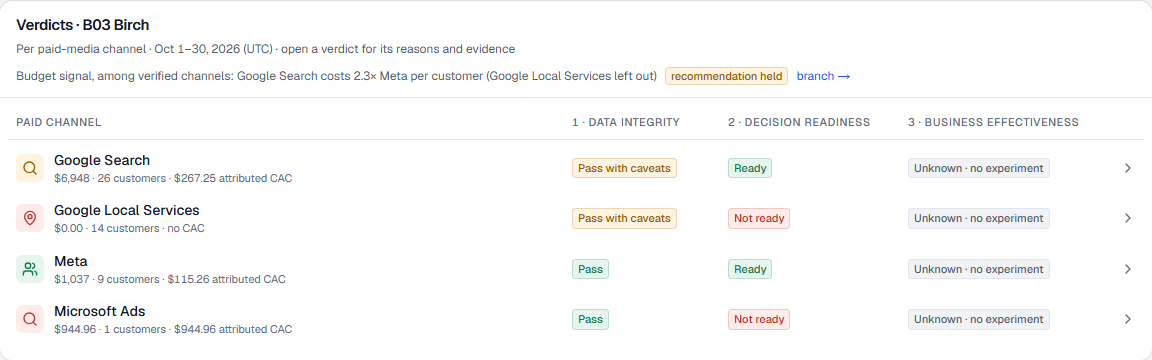 Verdicts · B03 Birch
Per paid-media channel · Oct 1–30, 2026 (UTC) · open a verdict for its reasons and evidence
Budget signal, among verified channels: Google Search costs 2.3× Meta per customer (Google Local Services left out) recommendation held branch →
PAID CHANNEL 1 · DATA INTEGRITY 2 · DECISION READINESS 3 · BUSINESS EFFECTIVENESS
Google Search
$6,948 · 26 customers · $267.25 attributed CAC
Pass with caveats Ready Unknown · no experiment
Google Local Services
$0.00 · 14 customers · no CAC
Pass with caveats Not ready Unknown · no experiment
Meta
$1,037 · 9 customers · $115.26 attributed CAC
Pass Ready Unknown · no experiment
Microsoft Ads
$944.96 · 1 customers · $944.96 attributed CAC
Pass Not ready Unknown · no experiment